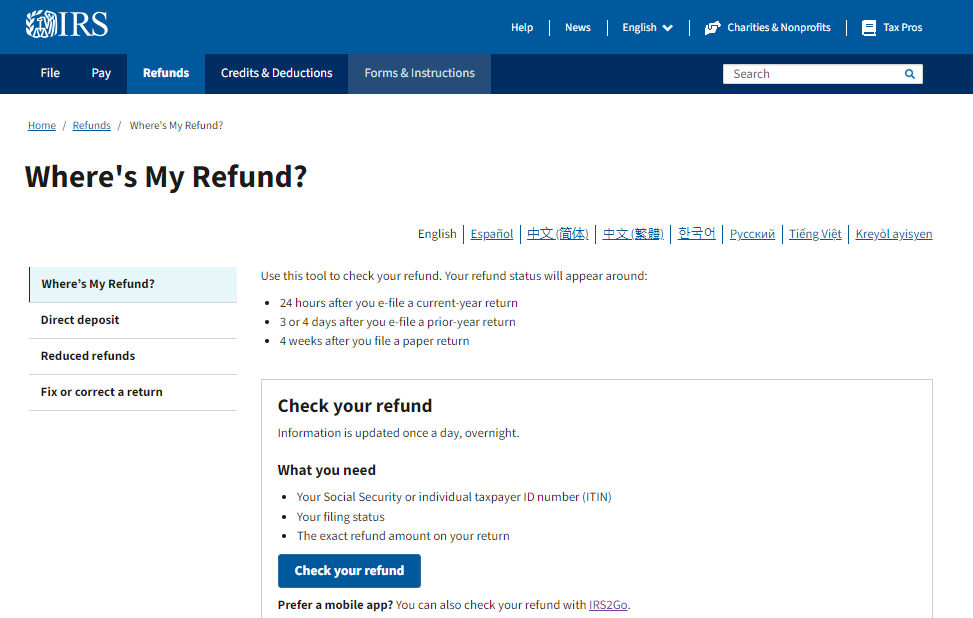 IRS
Help News English Charities & Nonprofits Tax Pros
File Pay Refunds Credits & Deductions Forms & Instructions Search
Home / Refunds / Where's My Refund?
Where's My Refund?
English Español 中文 (简体) 中文 (繁體) 한국어 Русский Tiếng Việt Kreyòl ayisyen
Where’s My Refund?
Direct deposit
Reduced refunds
Fix or correct a return
Use this tool to check your refund. Your refund status will appear around:
• 24 hours after you e-file a current-year return
• 3 or 4 days after you e-file a prior-year return
• 4 weeks after you file a paper return
Check your refund
Information is updated once a day, overnight.
What you need
• Your Social Security or individual taxpayer ID number (ITIN)
• Your filing status
• The exact refund amount on your return
Check your refund
Prefer a mobile app? You can also check your refund with IRS2Go.